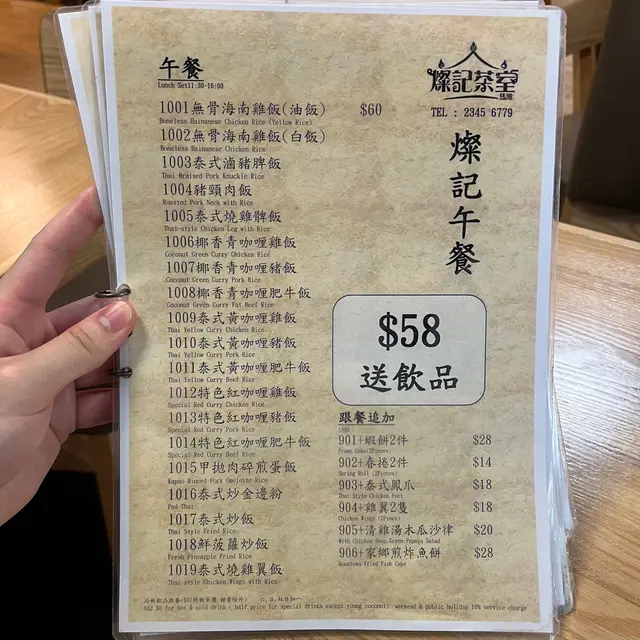 午餐
Lunch Set11:30-16:00
1001無骨海南雞飯(油飯) $60
Boneless Hainanese Chicken Rice (Yellow Rice)
1002無骨海南雞飯(白飯)
Boneless Hainanese Chicken Rice
1003泰式滷豬脾飯
Thai-Braised Pork Knuckle Rice
1004豬頸肉飯
Roasted Pork Neck with Rice
1005泰式燒雞髀飯
Thai-style Chicken Leg with Rice
1006椰香青咖喱雞飯
Coconut Green Curry Chicken Rice
1007椰香青咖喱豬飯
Coconut Green Curry Pork Rice
1008椰香青咖喱肥牛飯
Coconut Green Curry Fat Beef Rice
1009泰式黃咖喱雞飯
Thai Yellow Curry Chicken Rice
1010泰式黃咖喱豬飯
Thai Yellow Curry Pork Rice
1011泰式黃咖喱肥牛飯
Thai Yellow Curry Beef Rice
1012特色紅咖喱雞飯
Special Red Curry Chicken Rice
1013特色紅咖喱豬飯
Special Red Curry Pork Rice
1014特色紅咖喱肥牛飯
Special Red Curry Beef Rice
1015甲拋肉碎煎蛋飯
Kapao Minced Pork Omelette Rice
1016泰式炒金邊粉
Pad-Thai
1017泰式炒飯
Thai Style Fried Rice
1018鮮菠蘿炒飯
Fresh Pineapple Fried Rice
1019泰式燒雞翼飯
Thai style Chicken Wings with Rice
燦記茶室
TEL : 2345 6779
燦記午餐
$58
送飲品
跟餐追加
901+蝦餅2件 $28
Prawn Cake(2Pieces)
902+春捲2件 $14
Spring Roll (2Pieces)
903+泰式鳳爪 $18
Thai Style Chicken Feet
904+雞翼2隻 $18
Chicken Wings (2Piece)
905+清雞湯木瓜沙律 $20
With Chicken Soup,Green Papaya Salad
906+家鄉煎炸魚餅 $28
Hometown Fried Fish Cake
Add $6 for hot & cold drink( half price for special drinks except young coconut) weekend & public holiday 10% service charge